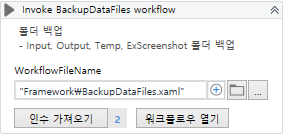 Invoke BackupDataFiles workflow
폴더 백업
- Input, Output, Temp, ExScreenshot 폴더 백업
WorkflowFileName
"Framework₩BackupDataFiles.xaml"
...
인수 가져오기 2 워크플로우 열기